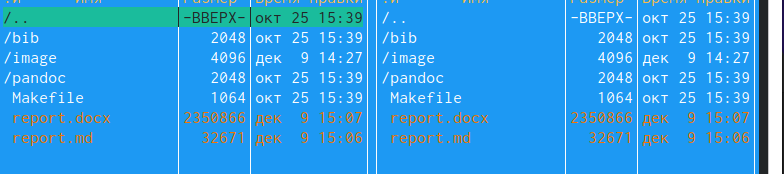 .и Имя Размер Время правки .и Имя Размер Время правки
/.. -ВВЕРХ- окт 25 15:39 /.. -ВВЕРХ- окт 25 15:39
/bib 2048 окт 25 15:39 /bib 2048 окт 25 15:39
/image 4096 дек 9 14:27 /image 4096 дек 9 14:27
/pandoc 2048 окт 25 15:39 /pandoc 2048 окт 25 15:39
Makefile 1064 окт 25 15:39 Makefile 1064 окт 25 15:39
report.docx 2350866 дек 9 15:07 report.docx 2350866 дек 9 15:07
report.md 32671 дек 9 15:06 report.md 32671 дек 9 15:06